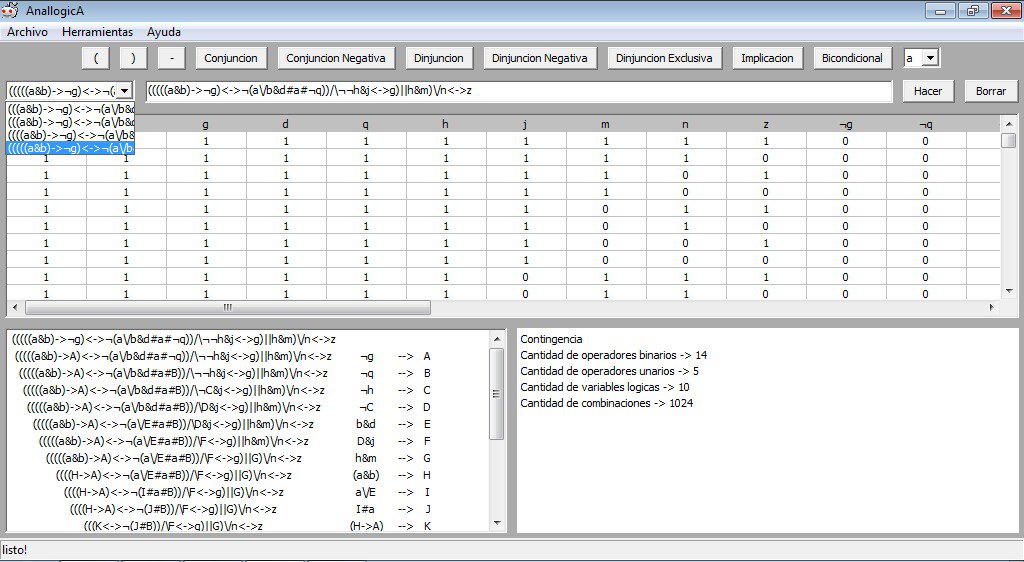 AnallogicA
Archivo Herramientas Ayuda
( ) - Conjuncion Conjuncion Negativa Dinjuncion Dinjuncion Negativa Dinjuncion Exclusiva Implicacion Bicondicional a
(((((a&b)->¬g)<->¬(a (((((a&b)->¬g)<->¬(a\/b&d#a#¬q))/\¬¬h&j<->g)||h&m)\/n<->z Hacer Borrar
(((a&b)->¬g)<->¬(a\/b&d
(((a&b)->¬g)<->¬(a\/b&
((((a&b)->¬g)<->¬(a\/b&
(((((a&b)->¬g)<->¬(a\/b
g d q h j m n z ¬g ¬q
1 1 1 1 1 1 1 1 0 0
1 1 1 1 1 1 1 1 1 0 0 0
1 1 1 1 1 1 1 1 0 1 0 0
1 1 1 1 1 1 1 1 0 0 0 0
1 1 1 1 1 1 1 0 1 1 0 0
1 1 1 1 1 1 1 0 1 0 0 0
1 1 1 1 1 1 1 0 0 1 0 0
1 1 1 1 1 1 1 0 0 0 0 0
1 1 1 1 1 1 0 1 1 1 0 0
1 1 1 1 1 1 0 1 1 0 0 0
(((((a&b)->¬g)<->¬(a\/b&d#a#¬q))/\¬¬h&j<->g)||h&m)\/n<->z
(((((a&b)->A)<->¬(a\/b&d#a#¬q))/\¬¬h&j<->g)||h&m)\/n<->z ¬g --> A
(((((a&b)->A)<->¬(a\/b&d#a#B))/\¬¬h&j<->g)||h&m)\/n<->z ¬q --> B
(((((a&b)->A)<->¬(a\/b&d#a#B))/\¬C&j<->g)||h&m)\/n<->z ¬h --> C
(((((a&b)->A)<->¬(a\/b&d#a#B))/\D&j<->g)||h&m)\/n<->z ¬C --> D
(((((a&b)->A)<->¬(a\/E#a#B))/\D&j<->g)||h&m)\/n<->z b&d --> E
(((((a&b)->A)<->¬(a\/E#a#B))/\F<->g)||h&m)\/n<->z D&j --> F
(((((a&b)->A)<->¬(a\/E#a#B))/\F<->g)||G)\/n<->z h&m --> G
((((H->A)<->¬(a\/E#a#B))/\F<->g)||G)\/n<->z (a&b) --> H
((((H->A)<->¬(I#a#B))/\F<->g)||G)\/n<->z a\/E --> I
((((H->A)<->¬(J#B))/\F<->g)||G)\/n<->z I#a --> J
(((K<->¬(J#B))/\F<->g)||G)\/n<->z (H->A) --> K
Contingencia
Cantidad de operadores binarios -> 14
Cantidad de operadores unarios -> 5
Cantidad de variables logicas -> 10
Cantidad de combinaciones -> 1024
listo!